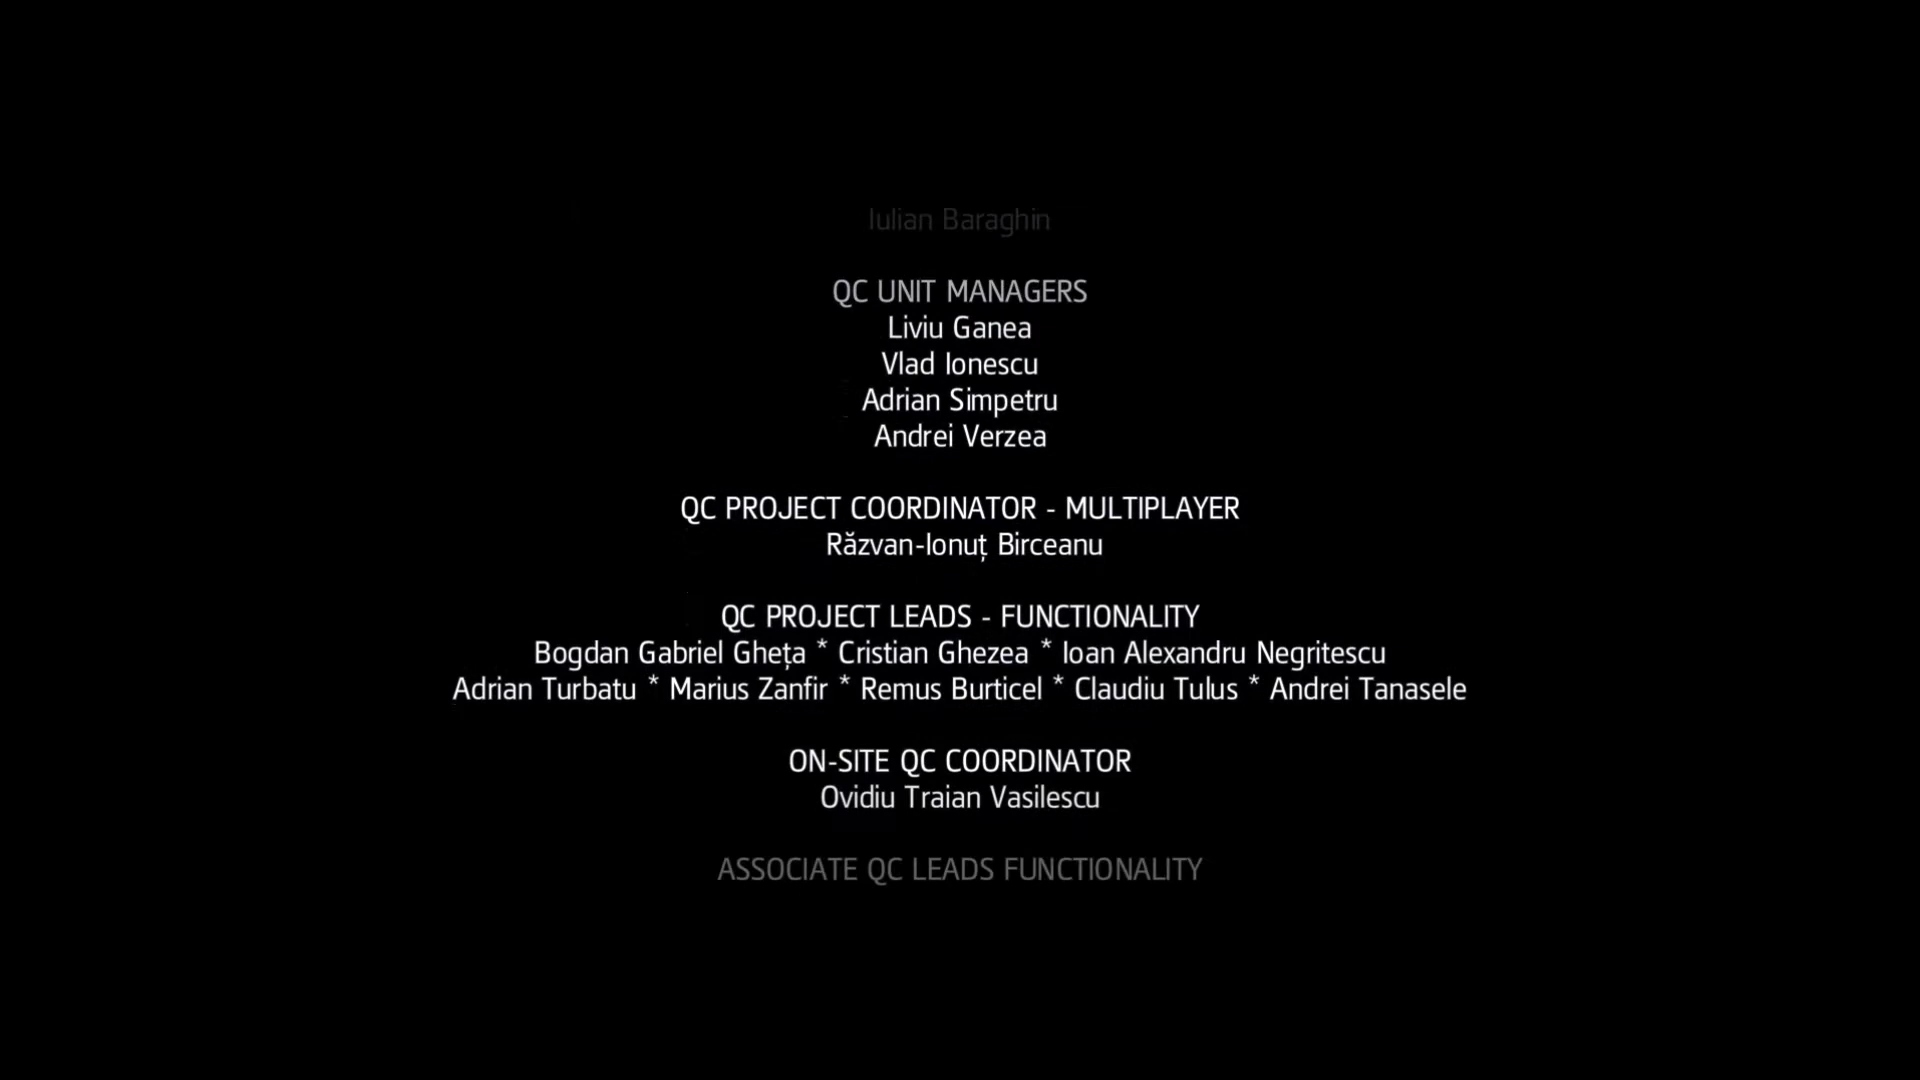 Iulian Baraghin
QC UNIT MANAGERS
Liviu Ganea
Vlad Ionescu
Adrian Simpetru
Andrei Verzea
QC PROJECT COORDINATOR - MULTIPLAYER
Răzvan-Ionuț Birceanu
QC PROJECT LEADS - FUNCTIONALITY
Bogdan Gabriel Gheța * Cristian Ghezea * Ioan Alexandru Negritescu
Adrian Turbatu * Marius Zanfir * Remus Burticel * Claudiu Tulus * Andrei Tanasele
ON-SITE QC COORDINATOR
Ovidiu Traian Vasilescu
ASSOCIATE QC LEADS FUNCTIONALITY